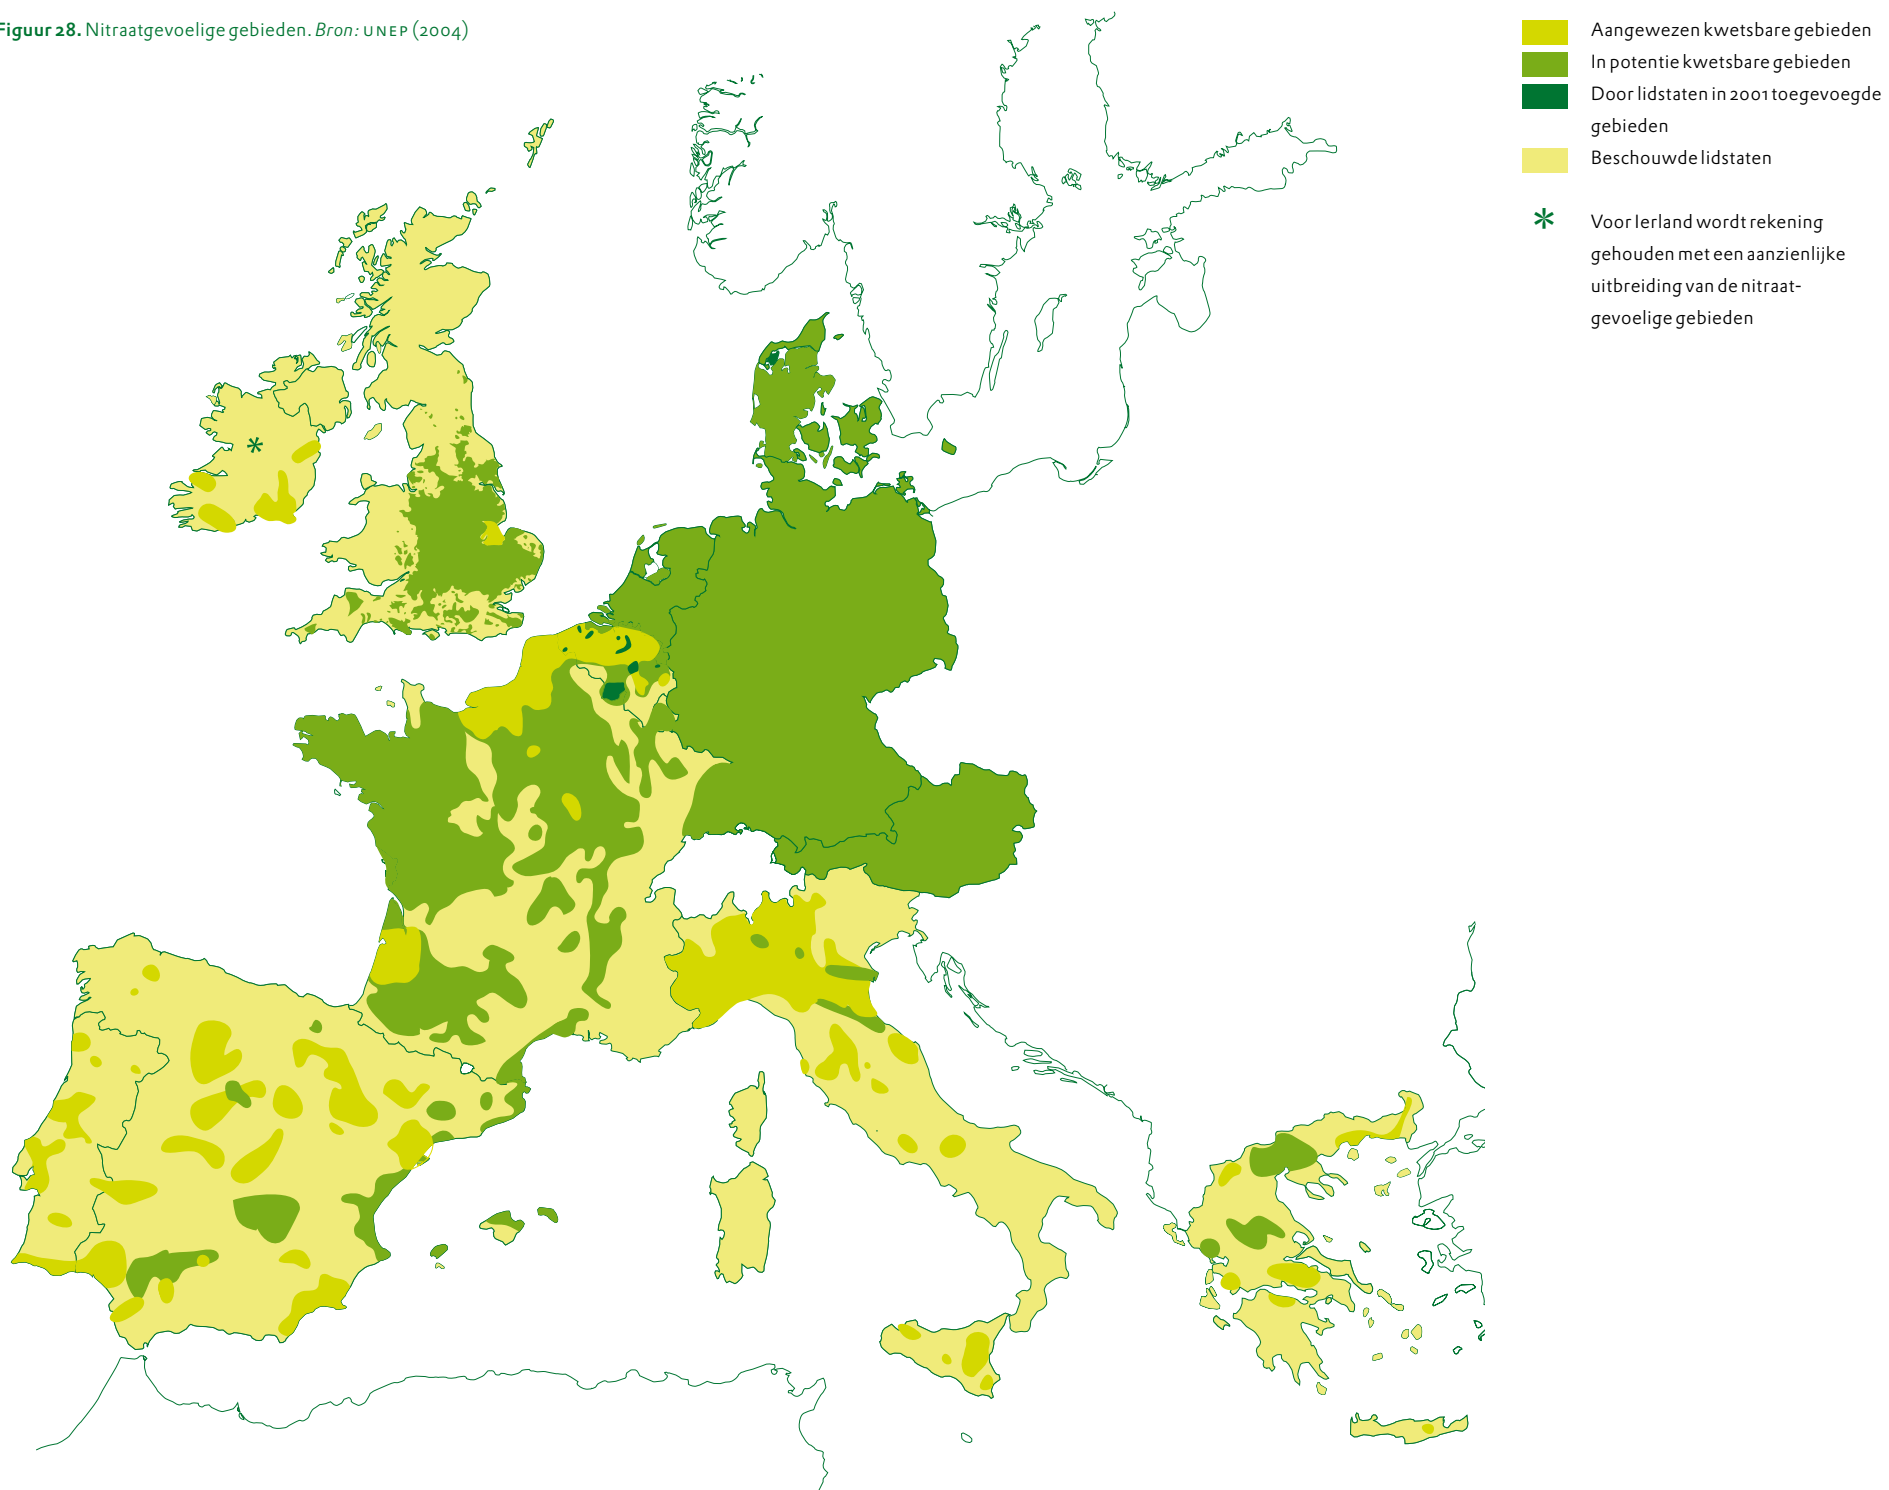 Figuur 28. Nitraatgevoelige gebieden. Bron: UNEP (2004)
Aangewezen kwetsbare gebieden
In potentie kwetsbare gebieden
Door lidstaten in 2001 toegevoegde
gebieden
Beschouwde lidstaten
* Voor Ierland wordt rekening
gehouden met een aanzienlijke
uitbreiding van de nitraat-
gevoelige gebieden
*